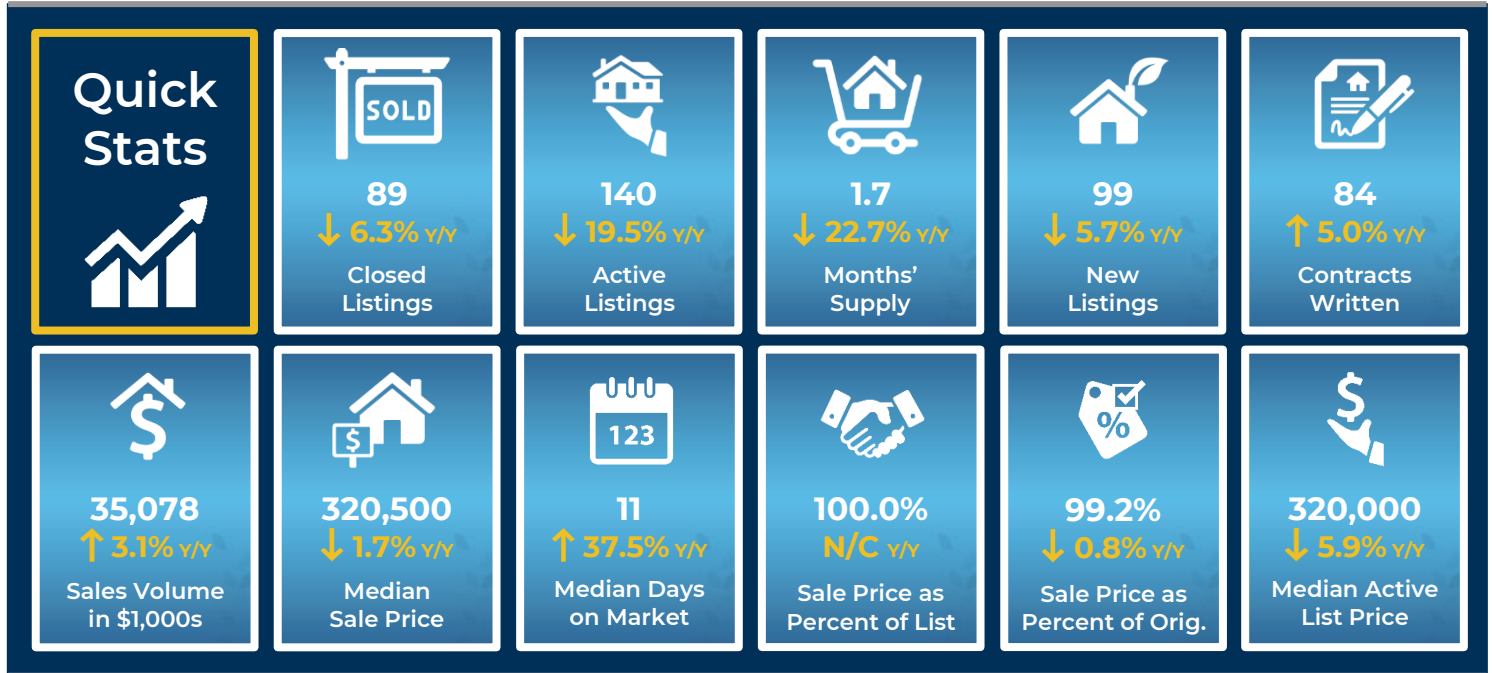 Quick
Stats
SOLD
89
↓ 6.3% Y/Y
Closed
Listings
140
↓ 19.5% Y/Y
Active
Listings
1.7
↓ 22.7% Y/Y
Months’
Supply
99
↓ 5.7% Y/Y
New
Listings
84
↑ 5.0% Y/Y
Contracts
Written
$
35,078
↑ 3.1% Y/Y
Sales Volume
in $1,000s
$
320,500
↓ 1.7% Y/Y
Median
Sale Price
123
11
↑ 37.5% Y/Y
Median Days
on Market
100.0%
N/C Y/Y
Sale Price as
Percent of List
%
99.2%
↓ 0.8% Y/Y
Sale Price as
Percent of Orig.
$
320,000
↓ 5.9% Y/Y
Median Active
List Price